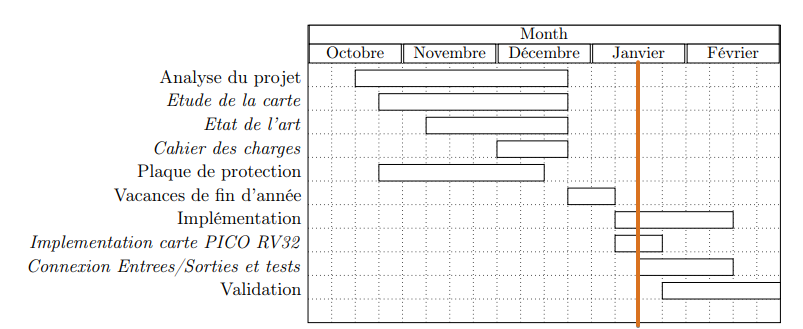 Month
Octobre Novembre Décembre Janvier Février
Analyse du projet
Etude de la carte
Etat de l'art
Cahier des charges
Plaque de protection
Vacances de fin d'année
Implémentation
Implementation carte PICO RV32
Connexion Entrees/Sorties et tests
Validation